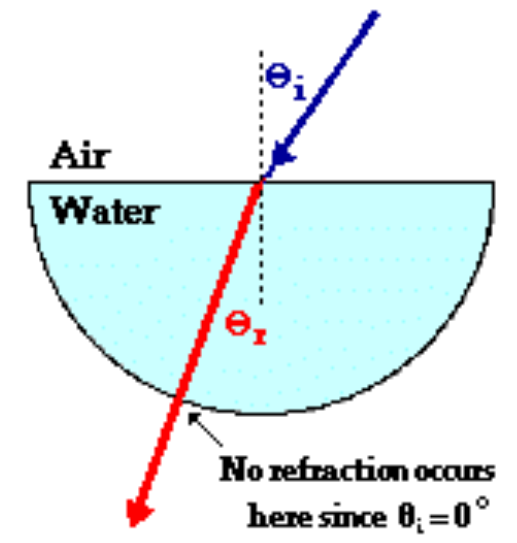 Θi
Air
Water
Θr
No refraction occurs
here since θi = 0°